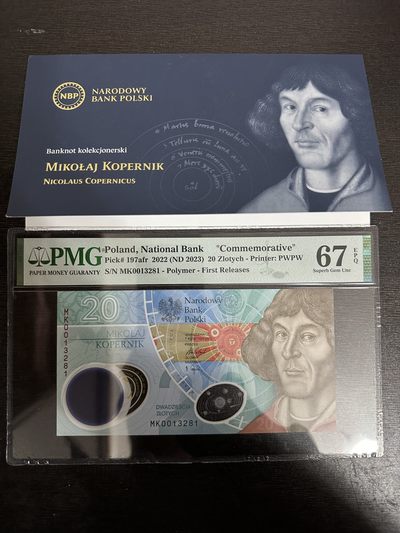 NBP
NARODOWY
BANK POLSKI
Banknot kolekcjonerski
MIKOŁAJ KOPERNIK
NICOLAUS COPERNICUS
Sol
PMG
PAPER MONEY GUARANTY
Poland, National Bank "Commemorative"
Pick# 197afr 2022 (ND 2023) 20 Zlotych - Printer: PWPW
S/N MK0013281 - Polymer - First Releases
67 EPQ
Superb Gem Unc
20
Narodowy
Bank
Polski
MIKOŁAJ
KOPERNIK
MK0013281
DWADZIEŚCIA
ZŁOTYCH
MK0013281